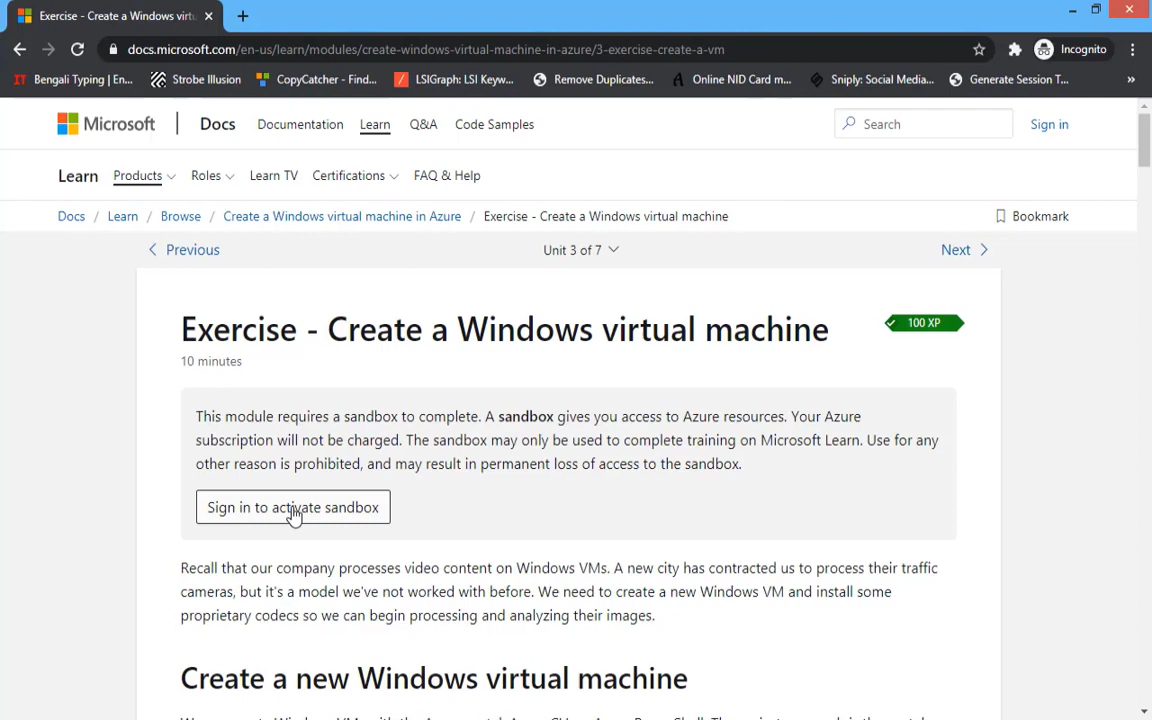 Exercise - Create a Windows virtu
docs.microsoft.com/en-us/learn/modules/create-windows-virtual-machine-in-azure/3-exercise-create-a-vm
Incognito
Bengali Typing | En...
Strobe Illusion
CopyCatcher - Find...
LSIGraph: LSI Keyw...
Remove Duplicates...
Online NID Card m...
Sniply: Social Media...
Generate Session T...
»
Microsoft
Docs
Documentation
Learn
Q&A
Code Samples
Search
Sign in
Learn
Products
Roles
Learn TV
Certifications
FAQ & Help
Docs / Learn / Browse / Create a Windows virtual machine in Azure / Exercise - Create a Windows virtual machine
Bookmark
Previous
Unit 3 of 7
Next
Exercise - Create a Windows virtual machine
100 XP
10 minutes
This module requires a sandbox to complete. A sandbox gives you access to Azure resources. Your Azure
subscription will not be charged. The sandbox may only be used to complete training on Microsoft Learn. Use for any
other reason is prohibited, and may result in permanent loss of access to the sandbox.
Sign in to activate sandbox
Recall that our company processes video content on Windows VMs. A new city has contracted us to process their traffic
cameras, but it's a model we've not worked with before. We need to create a new Windows VM and install some
proprietary codecs so we can begin processing and analyzing their images.
Create a new Windows virtual machine